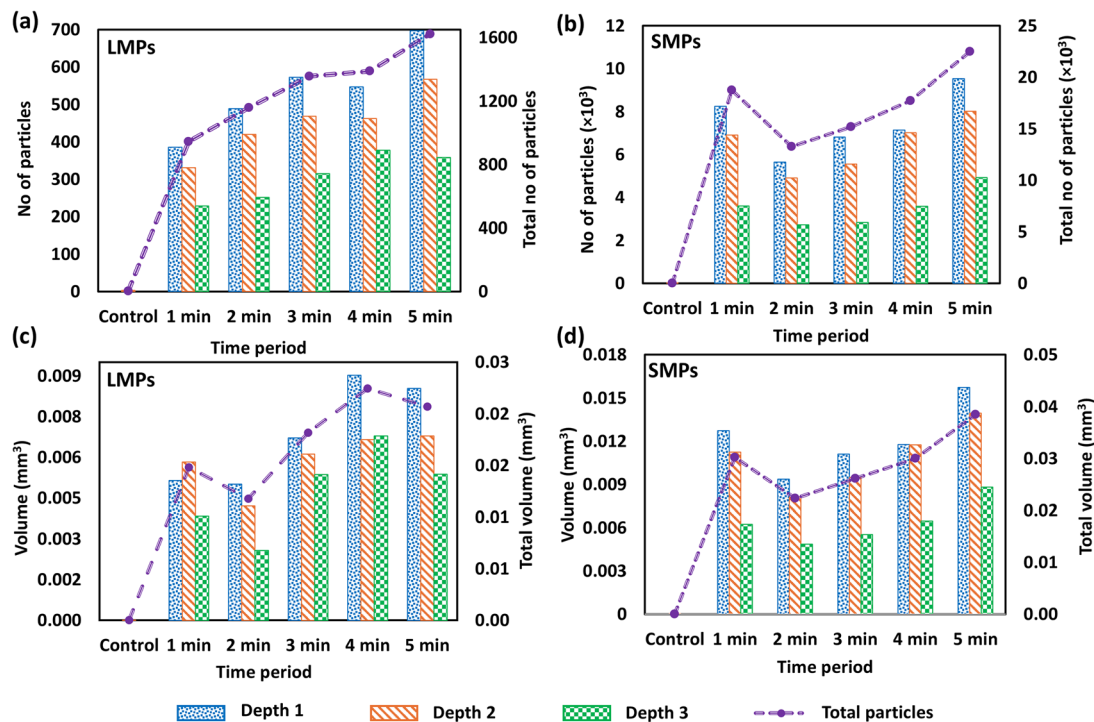 (a)
LMPs
700
600
500
400
300
200
100
0
No of particles
1600
1200
800
400
0
Total no of particles
Control 1 min 2 min 3 min 4 min 5 min
Time period
(b)
SMPs
12
10
8
6
4
2
0
No of particles (×10³)
25
20
15
10
5
0
Total no of particles (×10³)
Control 1 min 2 min 3 min 4 min 5 min
Time period
(c)
LMPs
0.009
0.008
0.006
0.005
0.003
0.002
0.000
Volume (mm³)
0.03
0.02
0.02
0.01
0.01
0.00
Total volume (mm³)
Control 1 min 2 min 3 min 4 min 5 min
Time period
(d)
SMPs
0.018
0.015
0.012
0.009
0.006
0.003
0
Volume (mm³)
0.05
0.04
0.03
0.02
0.01
0.00
Total volume (mm³)
Control 1 min 2 min 3 min 4 min 5 min
Time period
Depth 1 Depth 2 Depth 3 Total particles